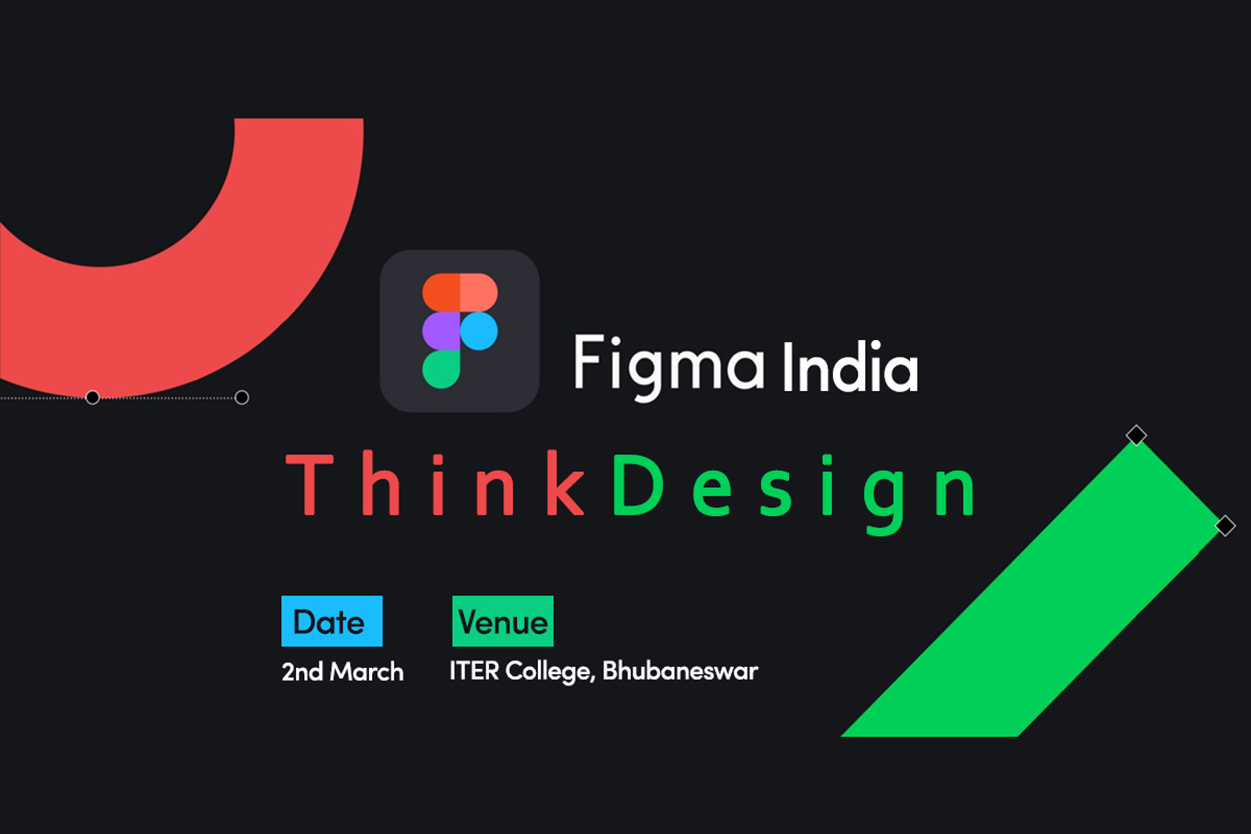 Figma India
ThinkDesign
Date
Venue
2nd March
ITER College, Bhubaneswar